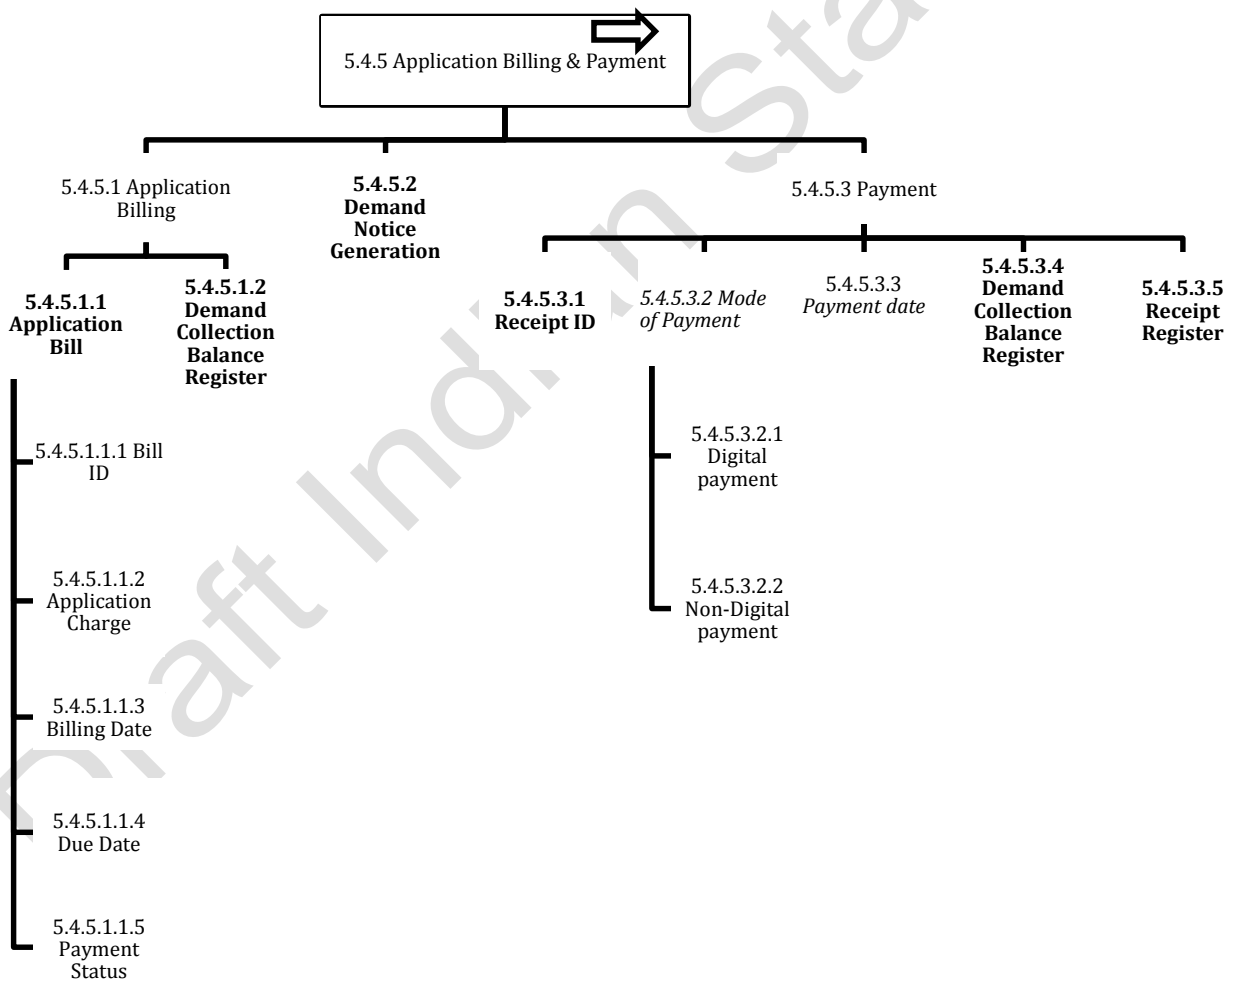 5.4.5 Application Billing & Payment
5.4.5.1 Application
Billing
5.4.5.2
Demand
Notice
Generation
5.4.5.3 Payment
5.4.5.1.1
Application
Bill
5.4.5.1.2
Demand
Collection
Balance
Register
5.4.5.3.1
Receipt ID
5.4.5.3.2 Mode
of Payment
5.4.5.3.3
Payment date
5.4.5.3.4
Demand
Collection
Balance
Register
5.4.5.3.5
Receipt
Register
5.4.5.1.1.1 Bill
ID
5.4.5.1.1.2
Application
Charge
5.4.5.1.1.3
Billing Date
5.4.5.1.1.4
Due Date
5.4.5.1.1.5
Payment
Status
5.4.5.3.2.1
Digital
payment
5.4.5.3.2.2
Non-Digital
payment
Draft Indian Sta